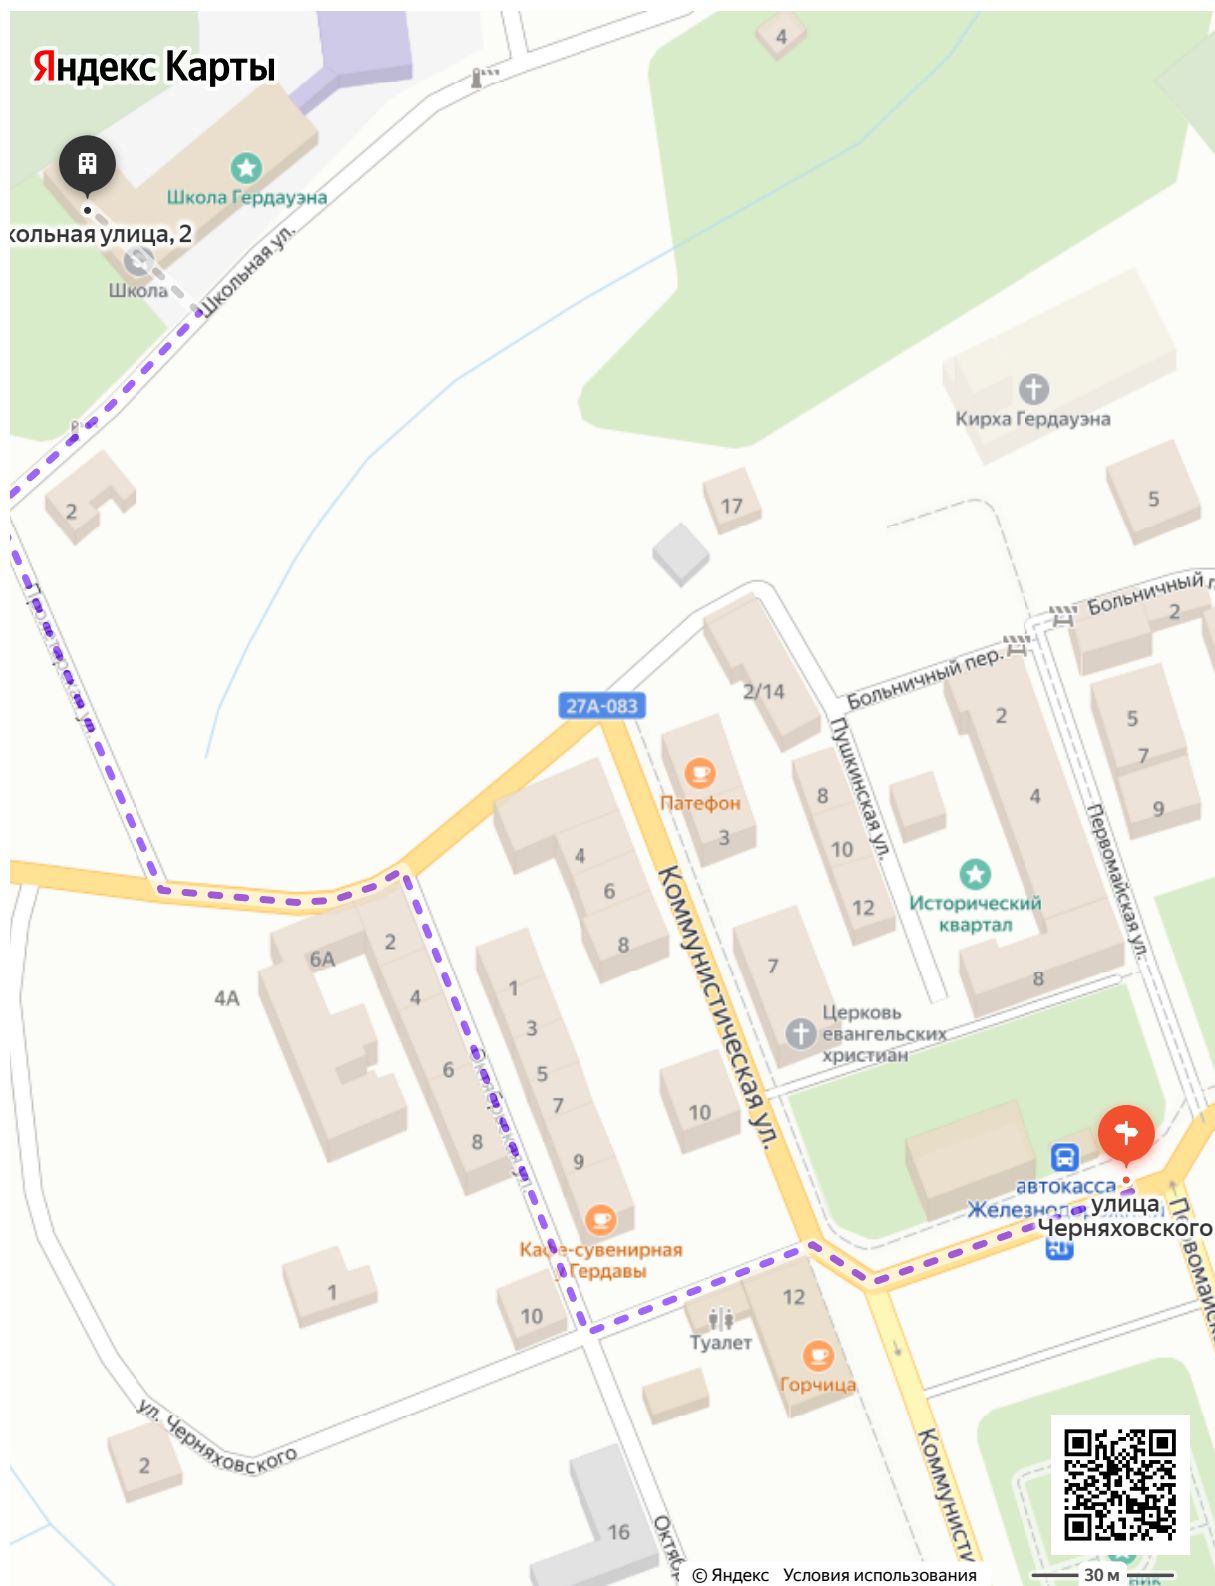 Яндекс Карты
4
Школа Гердауэна
кольная улица, 2
Школа
Школьная ул.
Кирха Гердауэна
5
17
2
Больничный
2
Больничный пер.
27А-083
2/14
2
5
7
9
Патефон
3
8
10
12
Пушкинская ул.
4
Первомайская ул.
4
6
8
Коммунистическая ул.
Исторический
квартал
8
2
6А
4А
4
6
8
1
3
5
7
9
Октябрьская ул.
7
Церковь
евангельских
христиан
10
автокасса
улица
Черняховского
Кафе-сувенирная
у Гердавы
1
10
12
Туалет
Горчица
ул. Черняховского
2
16
30 м
© Яндекс Условия использования